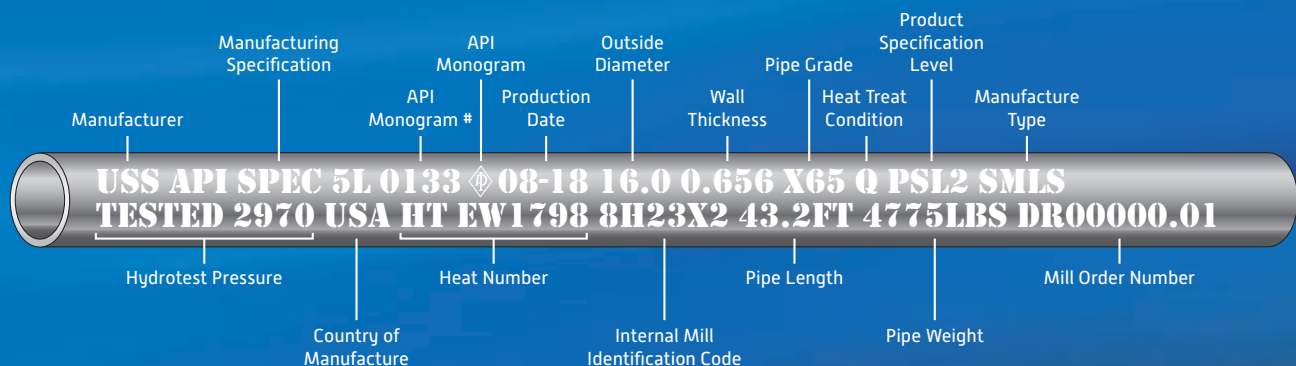 Product
Manufacturing API Outside Specification
Specification Monogram Diameter Pipe Grade Level
API Production Wall Heat Treat Manufacture
Manufacturer Monogram # Date Thickness Condition Type
USS API SPEC 5L 0133 08-18 16.0 0.656 X65 Q PSL2 SMLS
TESTED 2970 USA HT EW1798 8H23X2 43.2FT 4775LBS DR00000.01
Hydrotest Pressure Heat Number Pipe Length Mill Order Number
Country of Internal Mill Pipe Weight
Manufacture Identification Code